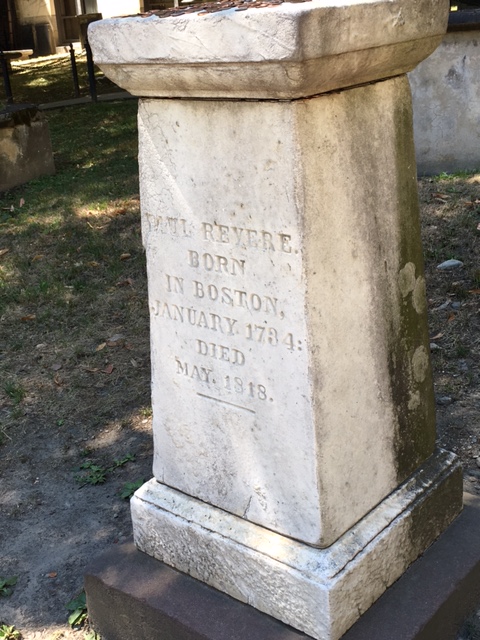 PAUL REVERE.
BORN
IN BOSTON,
JANUARY. 1734:
DIED
MAY. 1818.